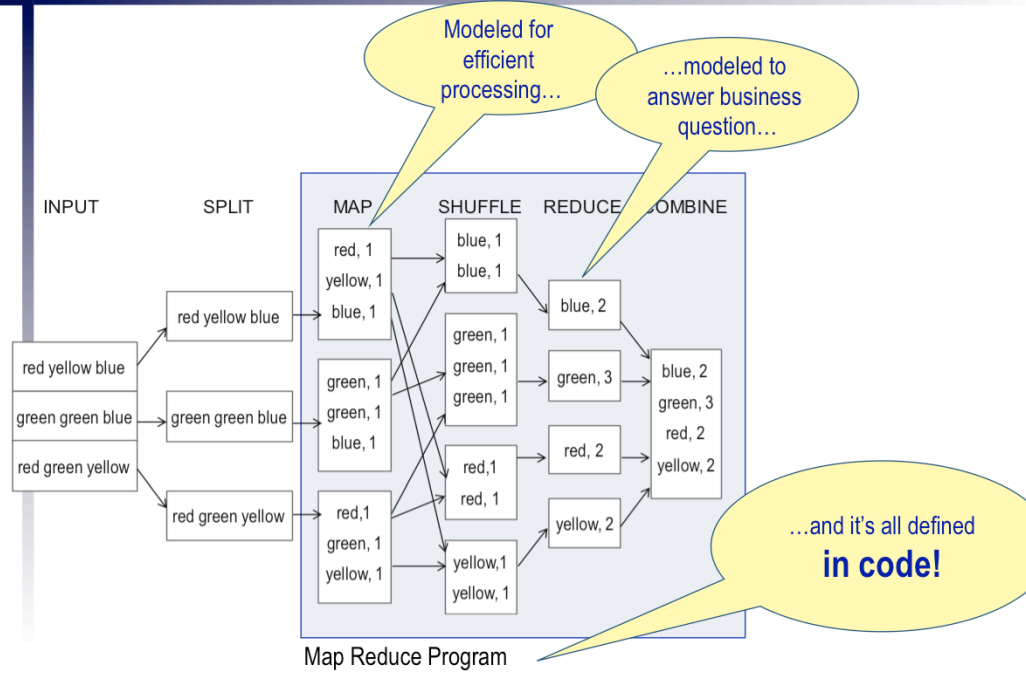 Modeled for
efficient
processing…
…modeled to
answer business
question…
INPUT
SPLIT
MAP
SHUFFLE
REDUCE
COMBINE
red yellow blue
green green blue
red green yellow
red yellow blue
green green blue
red green yellow
red, 1
yellow, 1
blue, 1
green, 1
green, 1
blue, 1
red,1
green, 1
yellow, 1
blue, 1
blue, 1
green, 1
green, 1
green, 1
red,1
red, 1
yellow,1
yellow, 1
blue, 2
green, 3
red, 2
yellow, 2
blue, 2
green, 3
red, 2
yellow, 2
…and it's all defined
in code!
Map Reduce Program